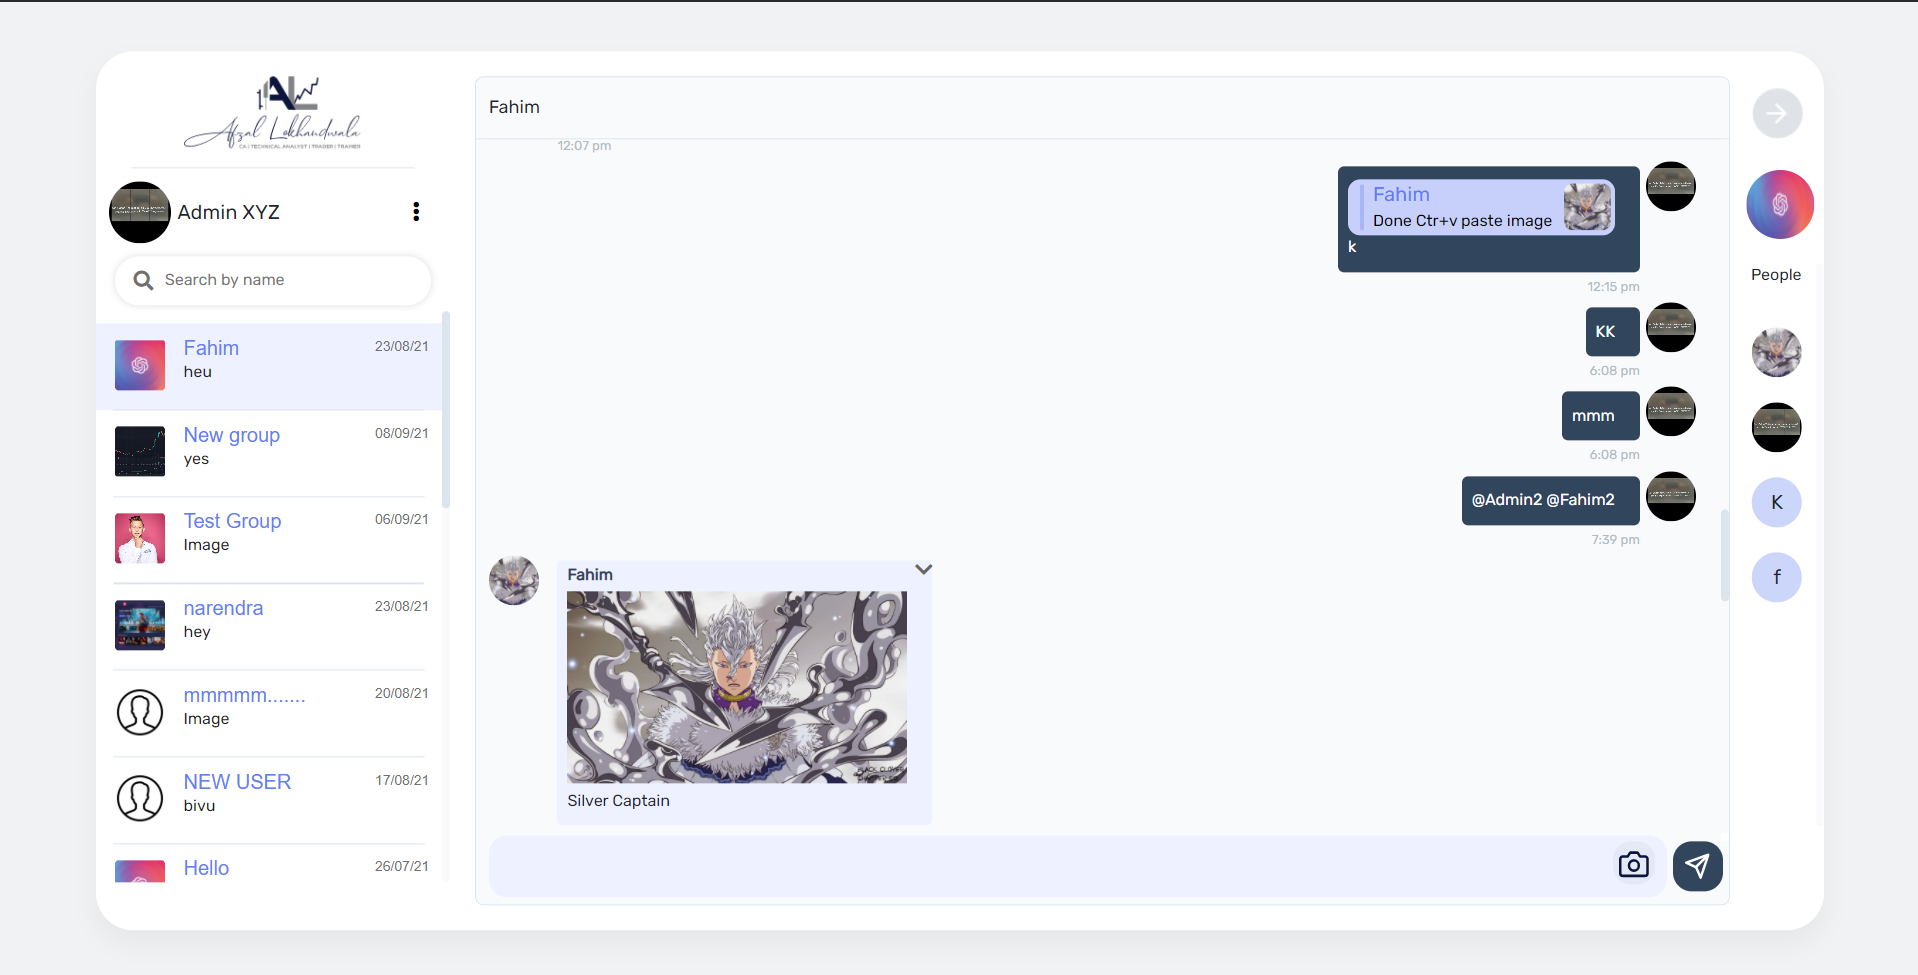 AL
Afzal Lokhandwala
CA | TECHNICAL ANALYST | TRADER | TRAINER
Admin XYZ
Search by name
Fahim
23/08/21
heu
New group
08/09/21
yes
Test Group
06/09/21
Image
narendra
23/08/21
hey
mmmmm.......
20/08/21
Image
NEW USER
17/08/21
bivu
Hello
26/07/21
Fahim
12:07 pm
Fahim
Done Ctr+v paste image
k
12:15 pm
KK
6:08 pm
mmm
6:08 pm
@Admin2 @Fahim2
7:39 pm
Fahim
BLACK CLOVER
Silver Captain
People
K
f